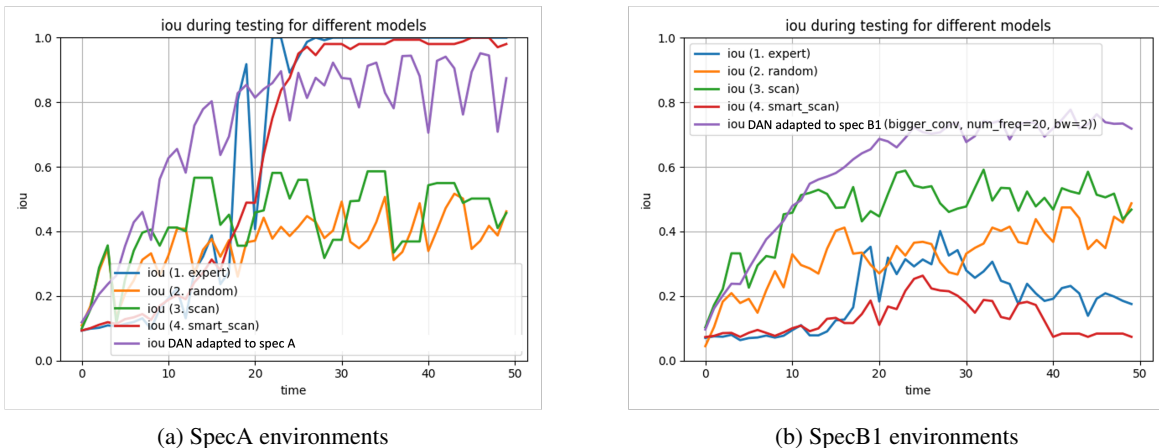 iou during testing for different models
1.0
0.8
0.6
0.4
0.2
0.0
iou
iou (1. expert)
iou (2. random)
iou (3. scan)
iou (4. smart_scan)
iou DAN adapted to spec A
0
10
20
30
40
50
time
(a) SpecA environments
iou during testing for different models
1.0
0.8
0.6
0.4
0.2
0.0
iou
iou (1. expert)
iou (2. random)
iou (3. scan)
iou (4. smart_scan)
iou DAN adapted to spec B1 (bigger_conv, num_freq=20, bw=2))
0
10
20
30
40
50
time
(b) SpecB1 environments